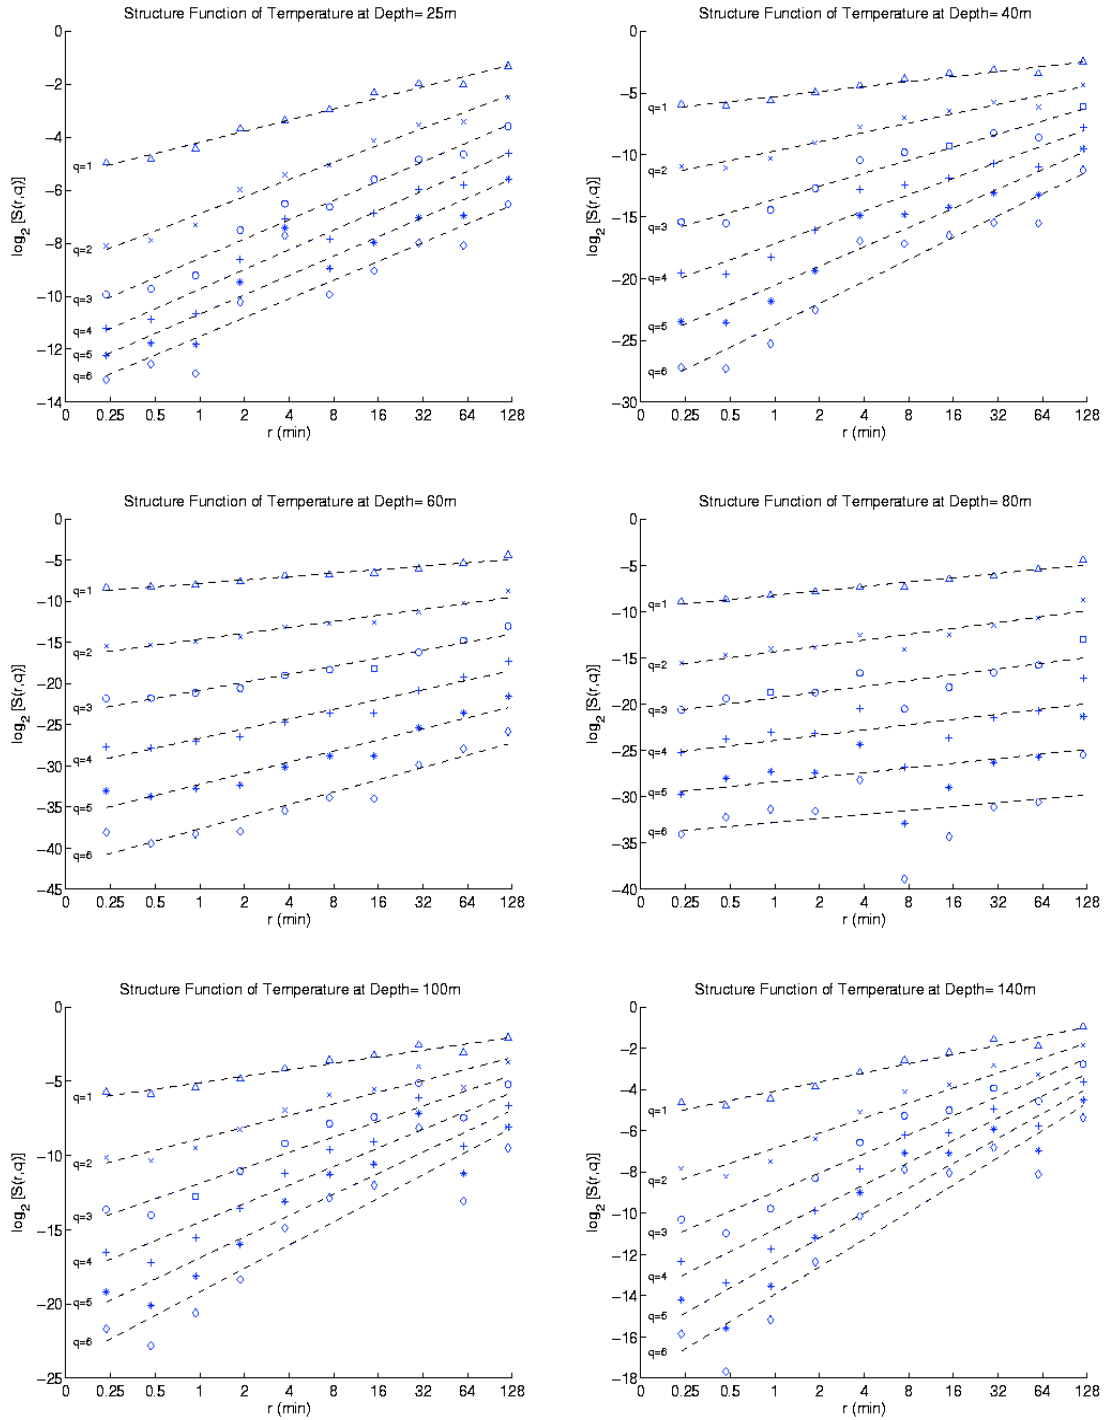 Structure Function of Temperature at Depth= 25m
0
−2
−4
−6
−8
−10
−12
−14
log2 [S(r,q)]
q=1
q=2
q=3
q=4
q=5
q=6
0 0.25 0.5 1 2 4 8 16 32 64 128
r (min)
Structure Function of Temperature at Depth= 40m
0
−5
−10
−15
−20
−25
−30
log2 [S(r,q)]
q=1
q=2
q=3
q=4
q=5
q=6
0 0.25 0.5 1 2 4 8 16 32 64 128
r (min)
Structure Function of Temperature at Depth= 60m
0
−5
−10
−15
−20
−25
−30
−35
−40
−45
log2 [S(r,q)]
q=1
q=2
q=3
q=4
q=5
q=6
0 0.25 0.5 1 2 4 8 16 32 64 128
r (min)
Structure Function of Temperature at Depth= 80m
0
−5
−10
−15
−20
−25
−30
−35
−40
log2 [S(r,q)]
q=1
q=2
q=3
q=4
q=5
q=6
0 0.25 0.5 1 2 4 8 16 32 64 128
r (min)
Structure Function of Temperature at Depth= 100m
0
−5
−10
−15
−20
−25
log2 [S(r,q)]
q=1
q=2
q=3
q=4
q=5
q=6
0 0.25 0.5 1 2 4 8 16 32 64 128
r (min)
Structure Function of Temperature at Depth= 140m
0
−2
−4
−6
−8
−10
−12
−14
−16
−18
log2 [S(r,q)]
q=1
q=2
q=3
q=4
q=5
q=6
0 0.25 0.5 1 2 4 8 16 32 64 128
r (min)